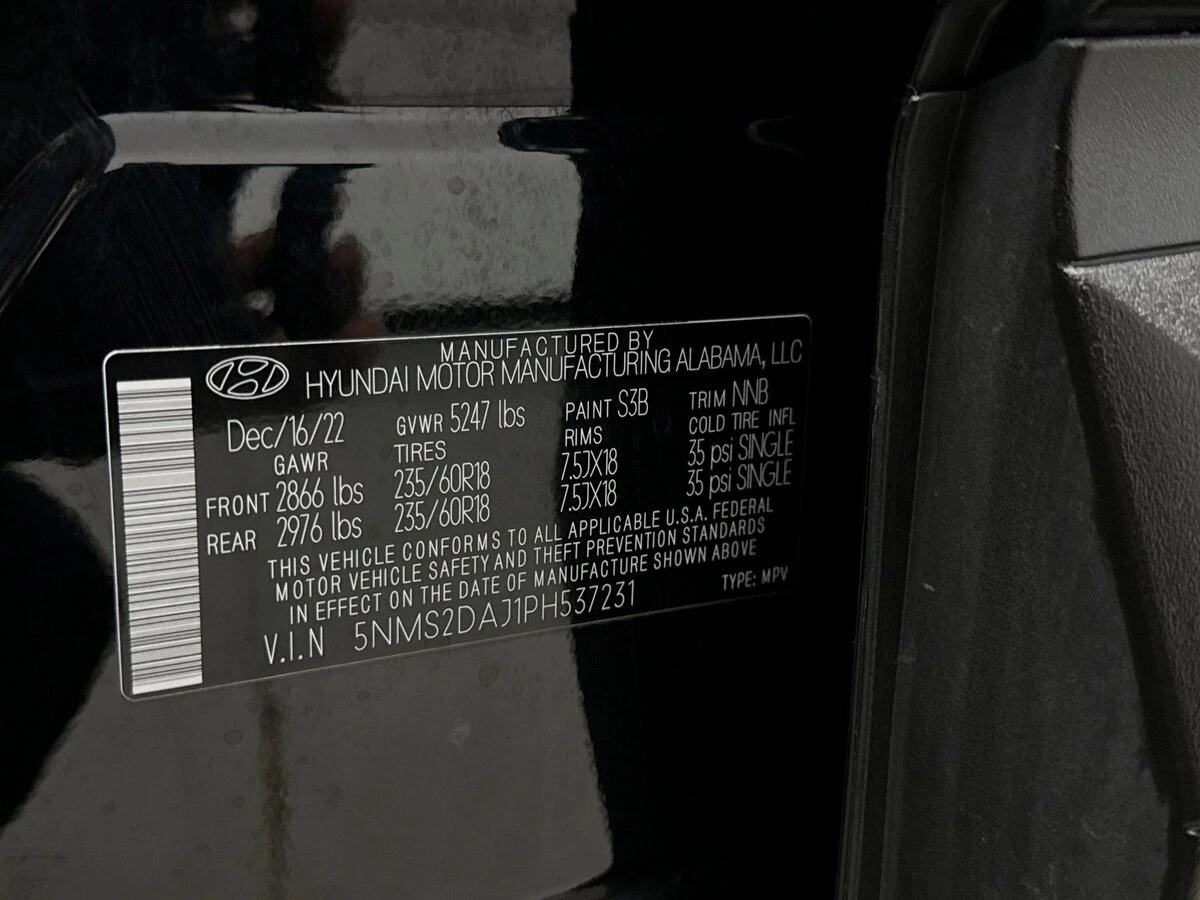 MANUFACTURED BY
HYUNDAI MOTOR MANUFACTURING ALABAMA, LLC
Dec/16/22 GVWR 5247 lbs PAINT S3B TRIM NNB
GAWR TIRES RIMS COLD TIRE INFL
FRONT 2866 lbs 235/60R18 7.5JX18 35 psi SINGLE
REAR 2976 lbs 235/60R18 7.5JX18 35 psi SINGLE
THIS VEHICLE CONFORMS TO ALL APPLICABLE U.S.A. FEDERAL
MOTOR VEHICLE SAFETY AND THEFT PREVENTION STANDARDS
IN EFFECT ON THE DATE OF MANUFACTURE SHOWN ABOVE
V.I.N 5NMS2DAJ1PH537231 TYPE: MPV